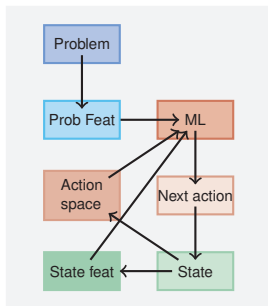 Problem
Prob Feat
ML
Action
space
Next action
State feat
State